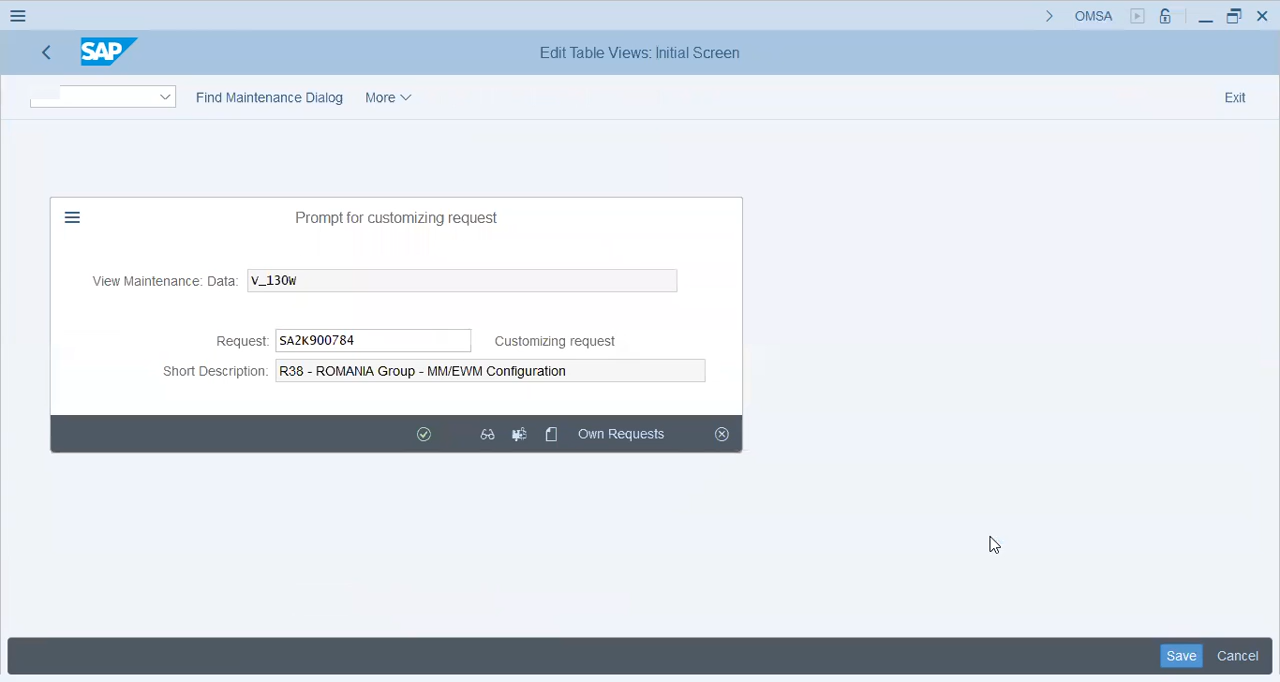 OMSA
SAP
Edit Table Views: Initial Screen
Find Maintenance Dialog
More
Exit
Prompt for customizing request
View Maintenance: Data: V_130W
Request: SA2K900784 Customizing request
Short Description: R38 - ROMANIA Group - MM/EWM Configuration
Own Requests
Save
Cancel